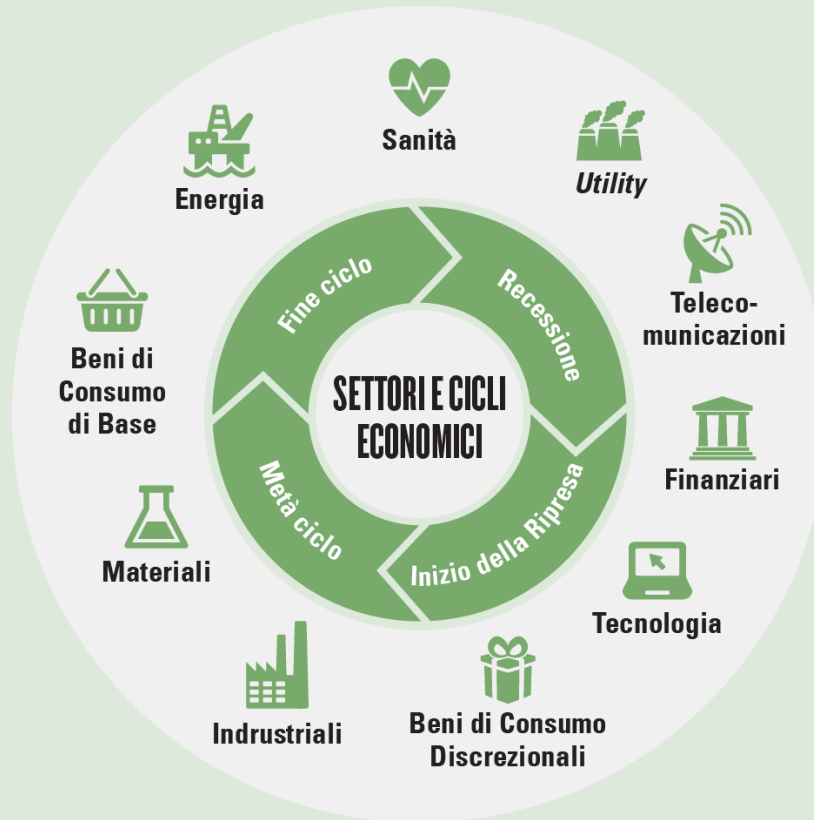 Sanità
Utility
Energia
Teleco-
municazioni
Fine ciclo
Recessione
Beni di
Consumo
di Base
SETTORI E CICLI
ECONOMICI
Finanziari
Metà ciclo
Inizio della Ripresa
Materiali
Tecnologia
Indrustriali
Beni di Consumo
Discrezionali